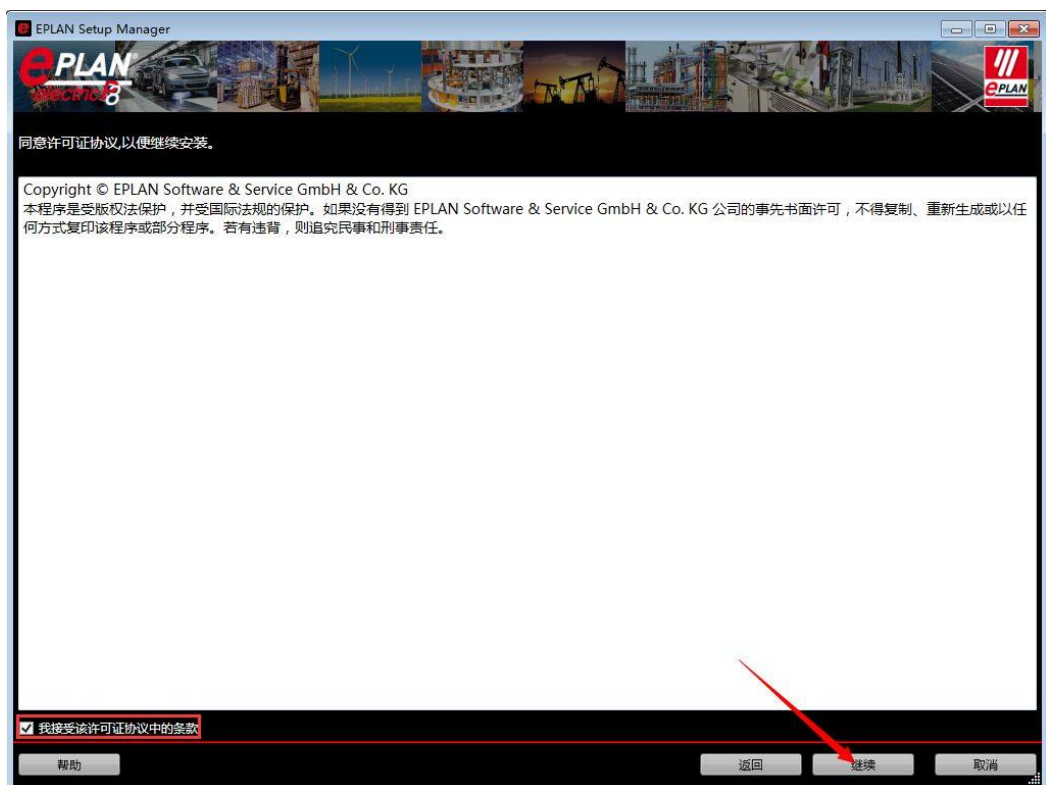 EPLAN Setup Manager
ePLAN
electric P8
ePLAN
同意许可证协议,以便继续安装。
Copyright © EPLAN Software & Service GmbH & Co. KG
本程序是受版权法保护，并受国际法规的保护。如果没有得到 EPLAN Software & Service GmbH & Co. KG 公司的事先书面许可，不得复制、重新生成或以任
何方式复印该程序或部分程序。若有违背，则追究民事和刑事责任。
我接受该许可证协议中的条款
帮助
返回
继续
取消